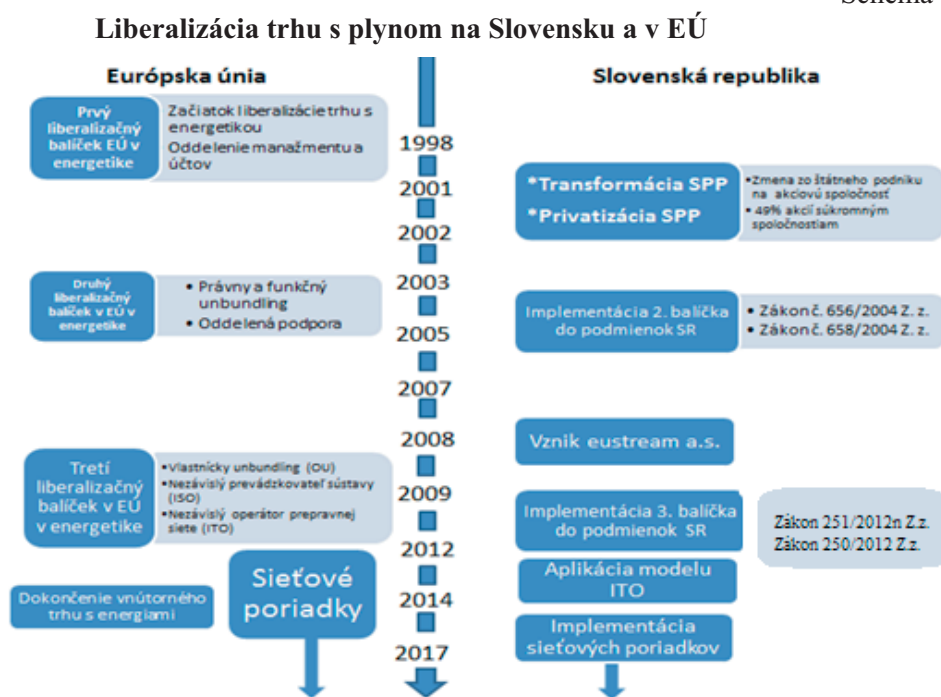 Schéma
Liberalizácia trhu s plynom na Slovensku a v EÚ
Európska únia
Slovenská republika
Prvý
liberalizačný
balíček EÚ v
energetike
Začiatok liberalizácie trhu s
energetikou
Oddelenie manažmentu a
účtov
1998
2001
*Transformácia SPP
*Privatizácia SPP
•Zmena zo štátneho podniku
na akciovú spoločnosť
• 49% akcií súkromným
spoločnostiam
2002
2003
Druhý
liberalizačný
balíček v EÚ v
energetike
• Právny a funkčný
unbundling
• Oddelená podpora
2005
Implementácia 2. balíčka
do podmienok SR
• Zákon č. 656/2004 Z. z.
• Zákon č. 658/2004 Z. z.
2007
2008
Vznik eustream a.s.
Tretí
liberalizačný
balíček v EÚ
v energetike
•Vlastnícky unbundling (OU)
•Nezávislý prevádzkovateľ sústavy
(ISO)
•Nezávislý operátor prepravnej
siete (ITO)
2009
Implementácia 3. balíčka
do podmienok SR
Zákon 251/2012n Z.z.
Zákon 250/2012 Z.z.
2012
Sieťové
poriadky
Aplikácia modelu
ITO
Dokončenie vnútorného
trhu s energiami
2014
Implementácia
sieťových poriadkov
2017